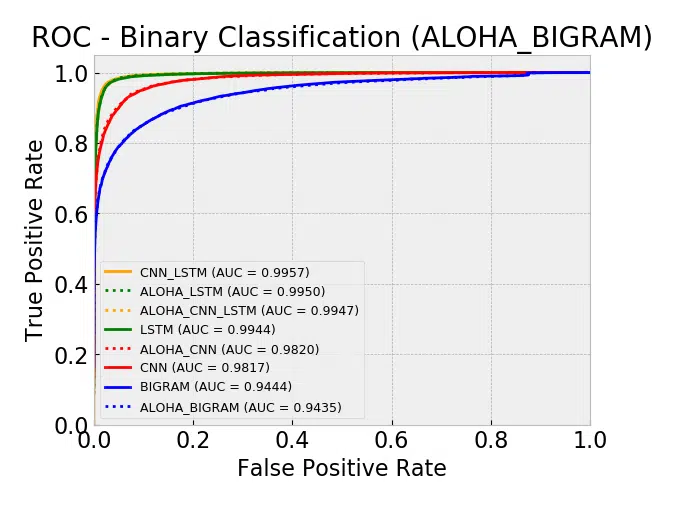 ROC - Binary Classification (ALOHA_BIGRAM)
True Positive Rate
1.0
0.8
0.6
0.4
0.2
0.0
CNN_LSTM (AUC = 0.9957)
ALOHA_LSTM (AUC = 0.9950)
ALOHA_CNN_LSTM (AUC = 0.9947)
LSTM (AUC = 0.9944)
ALOHA_CNN (AUC = 0.9820)
CNN (AUC = 0.9817)
BIGRAM (AUC = 0.9444)
ALOHA_BIGRAM (AUC = 0.9435)
0.0 0.2 0.4 0.6 0.8 1.0
False Positive Rate